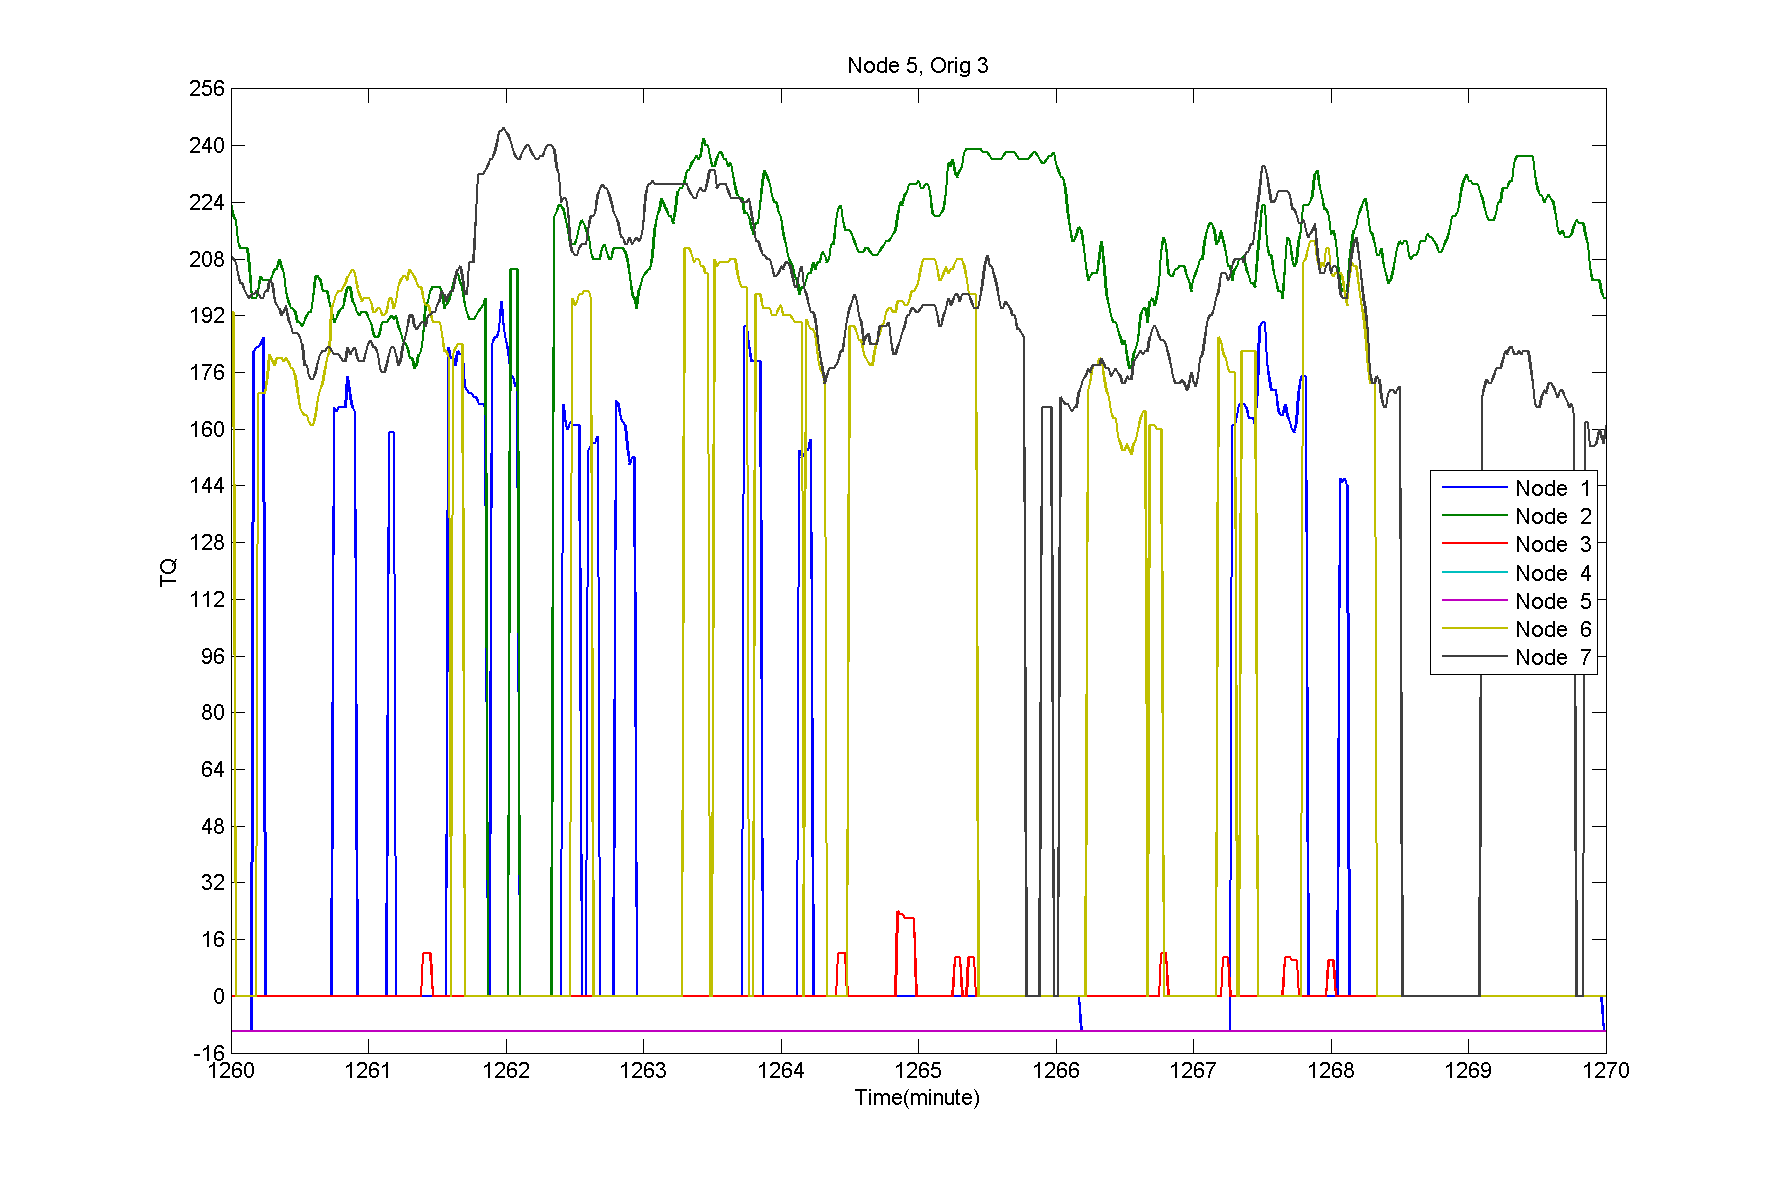 Node 5, Orig 3
256
240
224
208
192
176
160
144
128
112
96
80
64
48
32
16
0
-16
TQ
Node 1
Node 2
Node 3
Node 4
Node 5
Node 6
Node 7
1260 1261 1262 1263 1264 1265 1266 1267 1268 1269 1270
Time(minute)